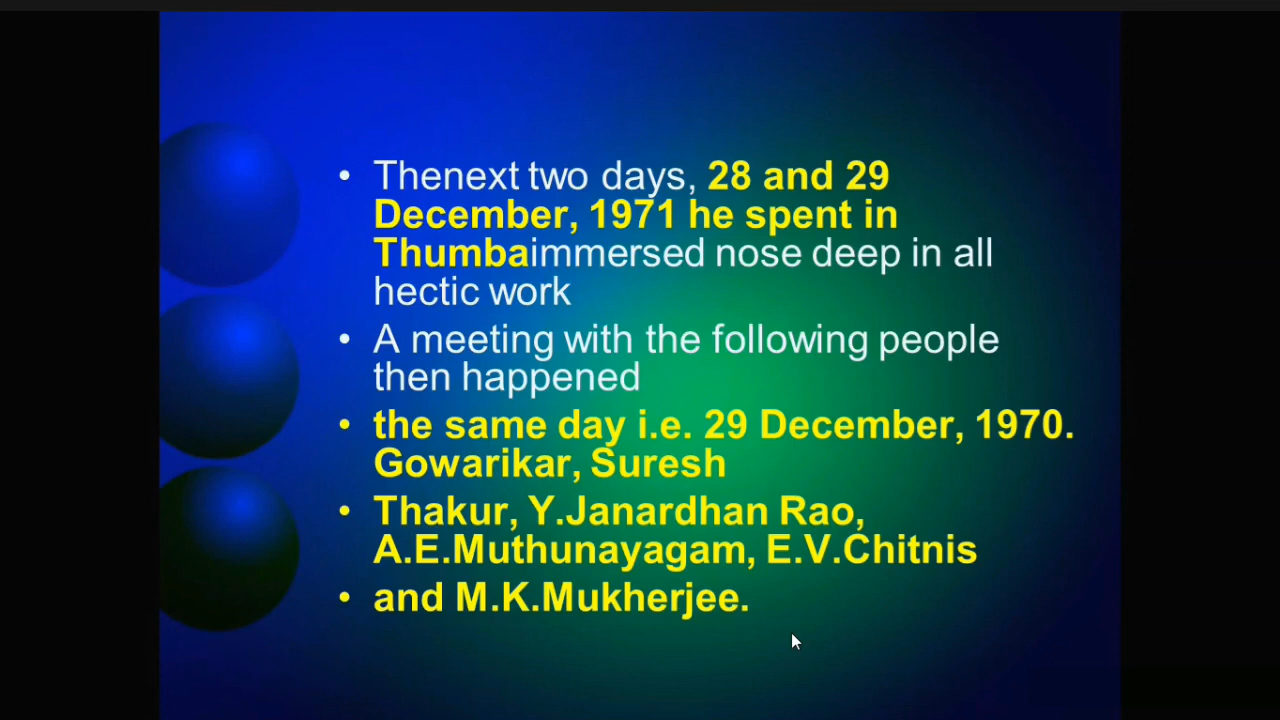 • Thenext two days, 28 and 29
December, 1971 he spent in
Thumbaimmersed nose deep in all
hectic work
• A meeting with the following people
then happened
• the same day i.e. 29 December, 1970.
Gowarikar, Suresh
• Thakur, Y.Janardhan Rao,
A.E.Muthunayagam, E.V.Chitnis
• and M.K.Mukherjee.